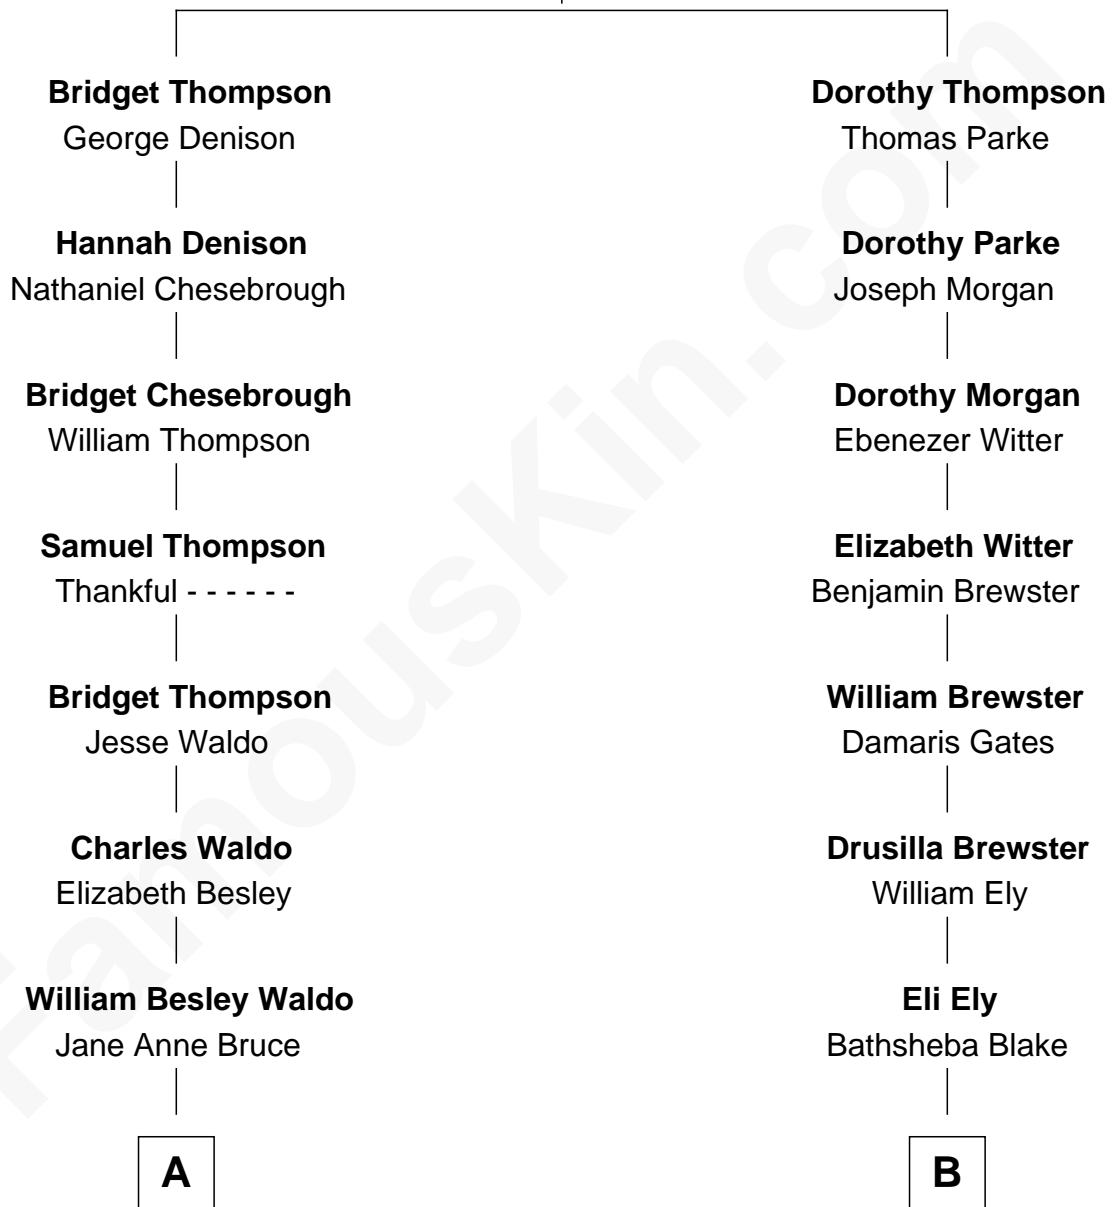 Bridget Thompson
George Denison
Hannah Denison
Nathaniel Chesebrough
Bridget Chesebrough
William Thompson
Samuel Thompson
Thankful - - - - - -
Bridget Thompson
Jesse Waldo
Charles Waldo
Elizabeth Besley
William Besley Waldo
Jane Anne Bruce
A
Dorothy Thompson
Thomas Parke
Dorothy Parke
Joseph Morgan
Dorothy Morgan
Ebenezer Witter
Elizabeth Witter
Benjamin Brewster
William Brewster
Damaris Gates
Drusilla Brewster
William Ely
Eli Ely
Bathsheba Blake
B
FamousKin.com